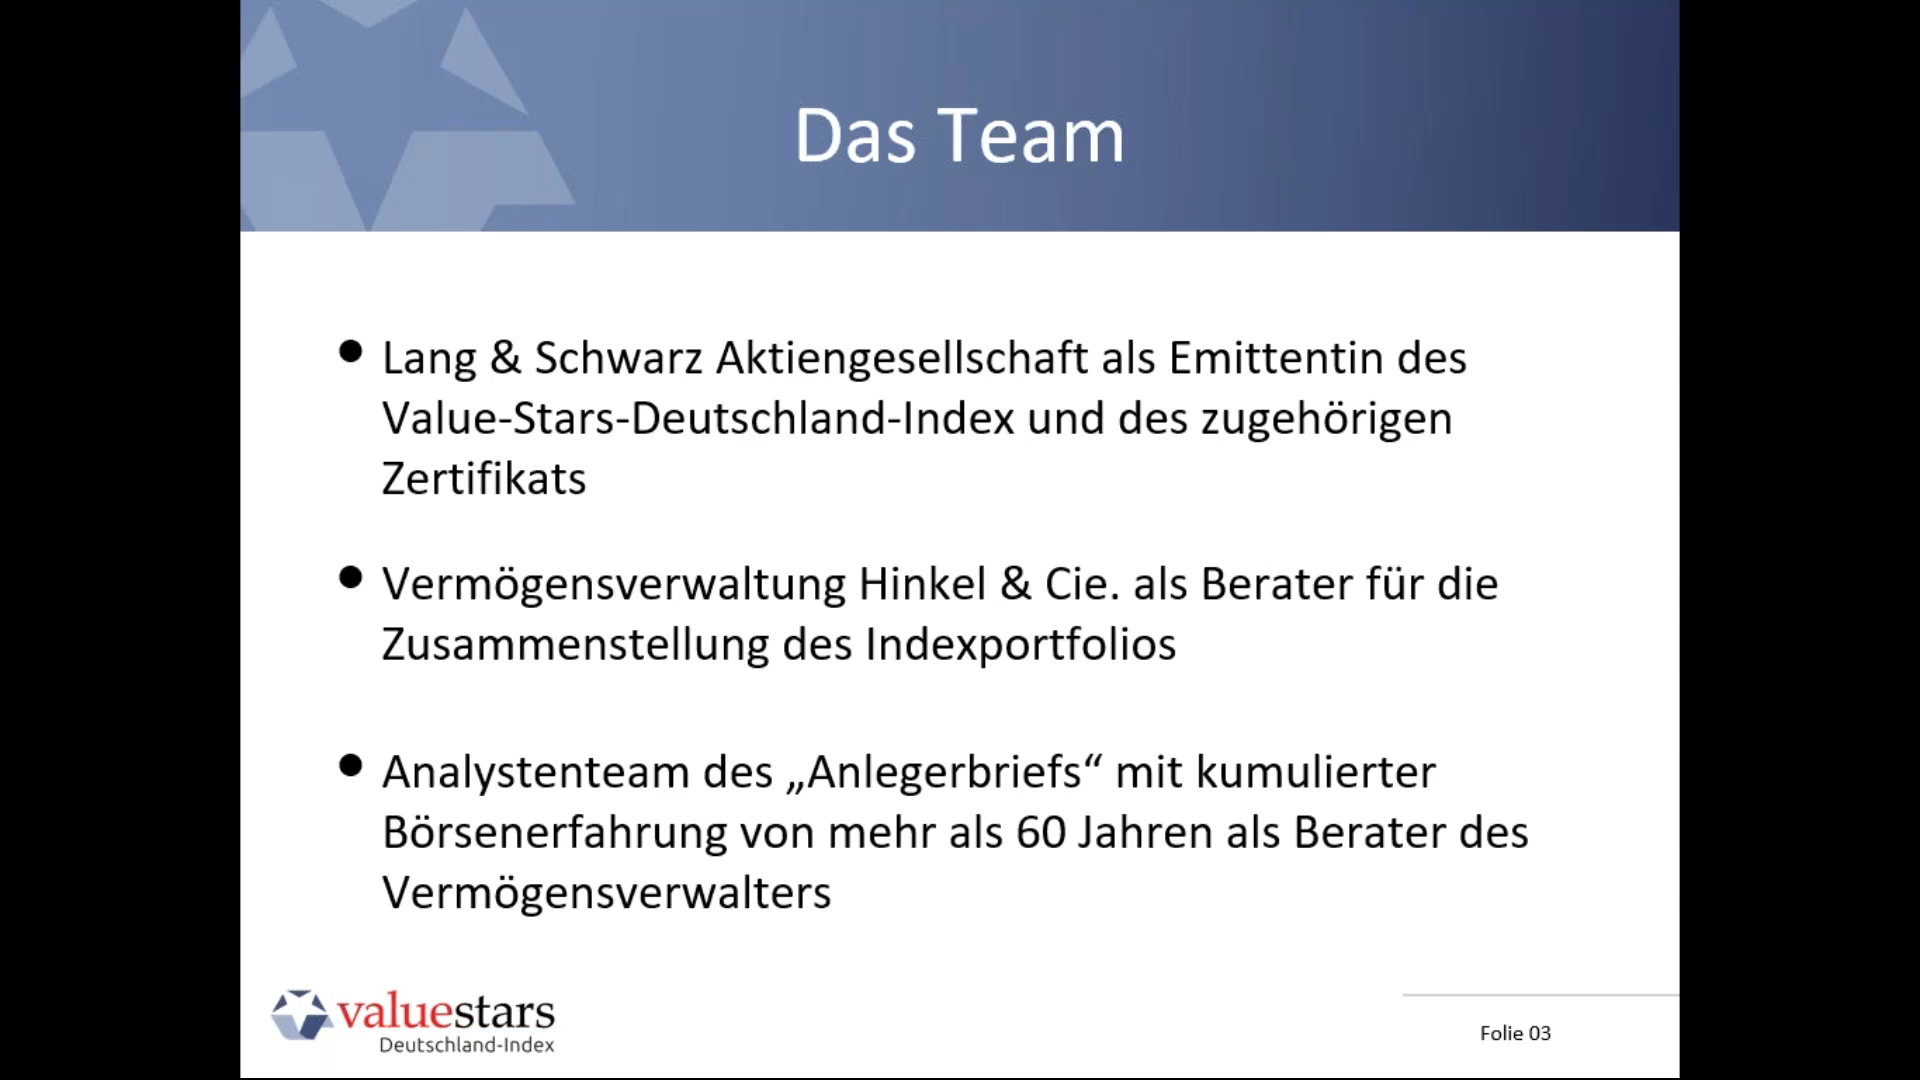 Das Team
• Lang & Schwarz Aktiengesellschaft als Emittentin des
Value-Stars-Deutschland-Index und des zugehörigen
Zertifikats
• Vermögensverwaltung Hinkel & Cie. als Berater für die
Zusammenstellung des Indexportfolios
• Analystenteam des „Anlegerbriefs“ mit kumulierter
Börsenerfahrung von mehr als 60 Jahren als Berater des
Vermögensverwalters
valuestars
Deutschland-Index
Folie 03